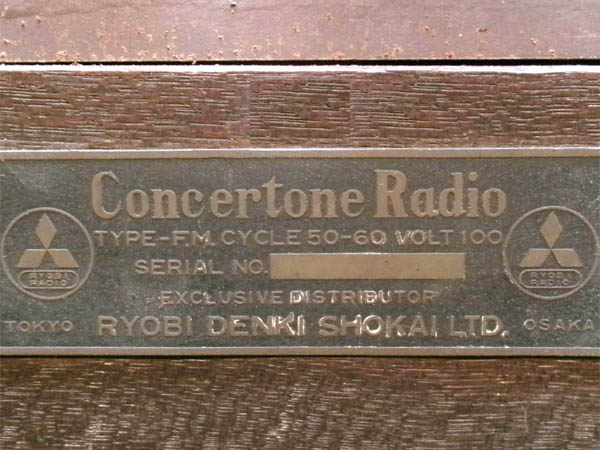 Concertone Radio
TYPE-F.M. CYCLE 50-60 VOLT 100
SERIAL NO.
EXCLUSIVE DISTRIBUTOR
RYOBI DENKI SHOKAI LTD.
RYOBI RADIO
TOKYO
RYOBI RADIO
OSAKA